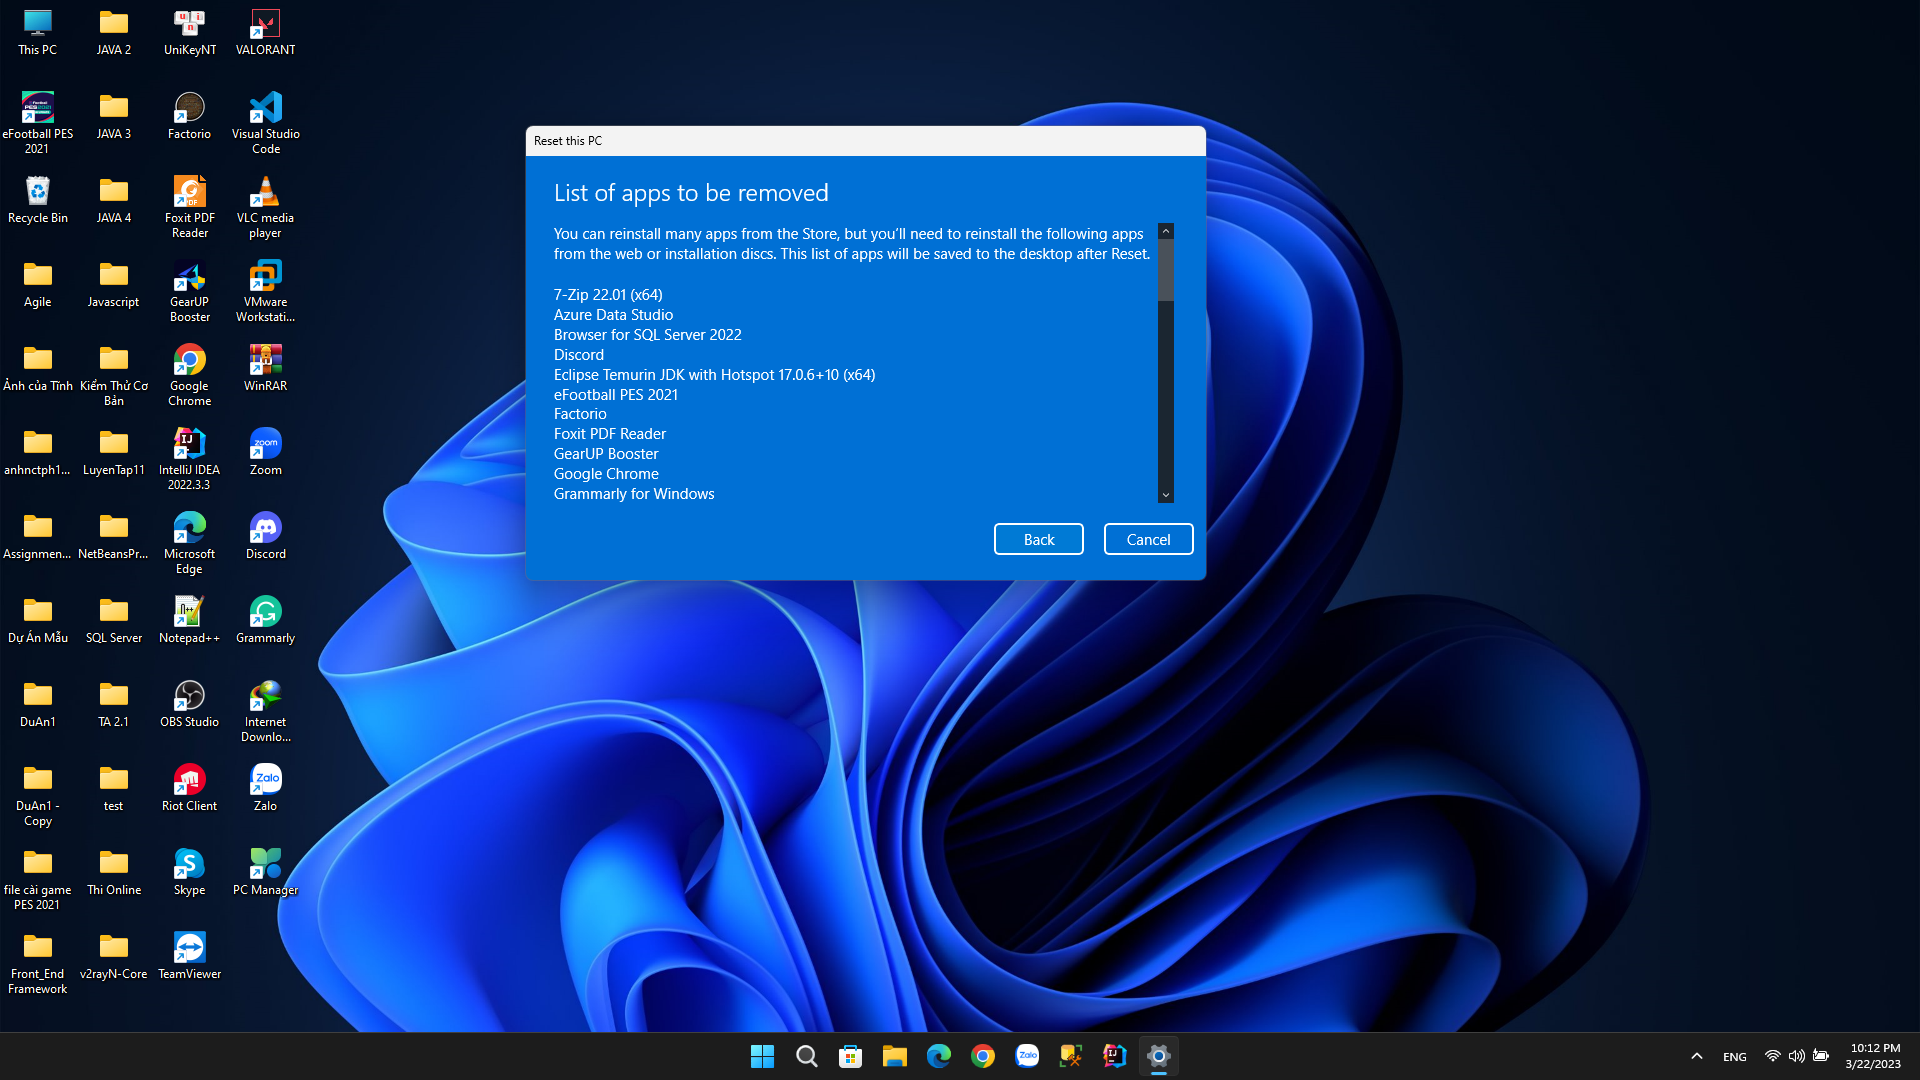 This PC
JAVA 2
UniKeyNT
VALORANT
eFootball PES
2021
JAVA 3
Factorio
Visual Studio
Code
Recycle Bin
JAVA 4
Foxit PDF
Reader
VLC media
player
Agile
Javascript
GearUP
Booster
VMware
Workstati...
Ảnh của Tính
Kiểm Thử Cơ
Bản
Google
Chrome
WinRAR
anhnctph1...
LuyenTap11
IntelliJ IDEA
2022.3.3
Zoom
Assignmen...
NetBeansPr...
Microsoft
Edge
Discord
Dự Án Mẫu
SQL Server
Notepad++
Grammarly
DuAn1
TA 2.1
OBS Studio
Internet
Downlo...
DuAn1 -
Copy
test
Riot Client
Zalo
file cài game
PES 2021
Thi Online
Skype
PC Manager
Front_End
Framework
v2rayN-Core
TeamViewer
Reset this PC
List of apps to be removed
You can reinstall many apps from the Store, but you'll need to reinstall the following apps
from the web or installation discs. This list of apps will be saved to the desktop after Reset.
7-Zip 22.01 (x64)
Azure Data Studio
Browser for SQL Server 2022
Discord
Eclipse Temurin JDK with Hotspot 17.0.6+10 (x64)
eFootball PES 2021
Factorio
Foxit PDF Reader
GearUP Booster
Google Chrome
Grammarly for Windows
Back
Cancel
ENG
10:12 PM
3/22/2023